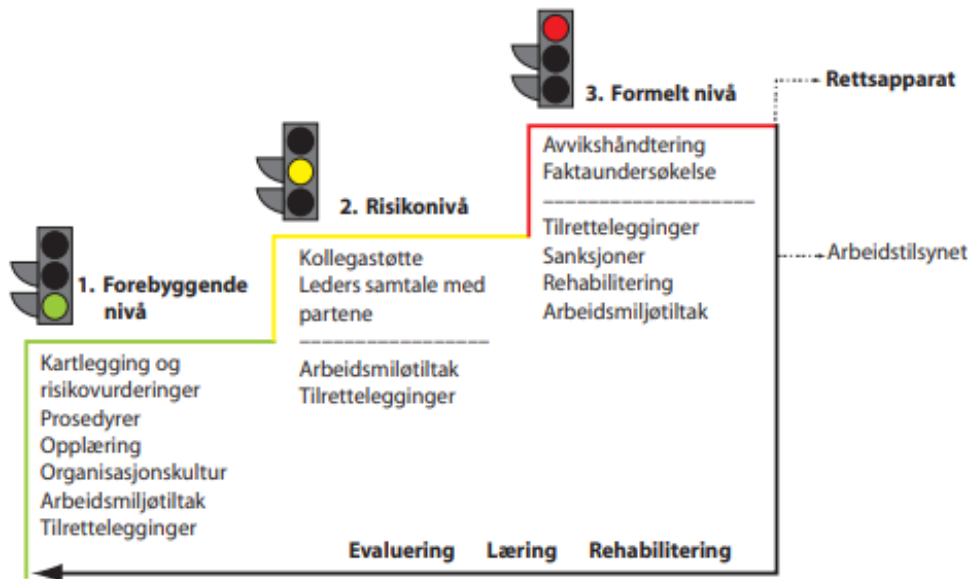 1. Forebyggende
nivå
Kartlegging og
risikovurderinger
Prosedyrer
Opplæring
Organisasjonskultur
Arbeidsmiljøtiltak
Tilrettelegginger
2. Risikonivå
Kollegastøtte
Leders samtale med
partene
Arbeidsmiløtiltak
Tilrettelegginger
3. Formelt nivå
Avvikshåndtering
Faktaundersøkelse
Tilrettelegginger
Sanksjoner
Rehabilitering
Arbeidsmiljøtiltak
Rettsapparat
Arbeidstilsynet
Evaluering Læring Rehabilitering